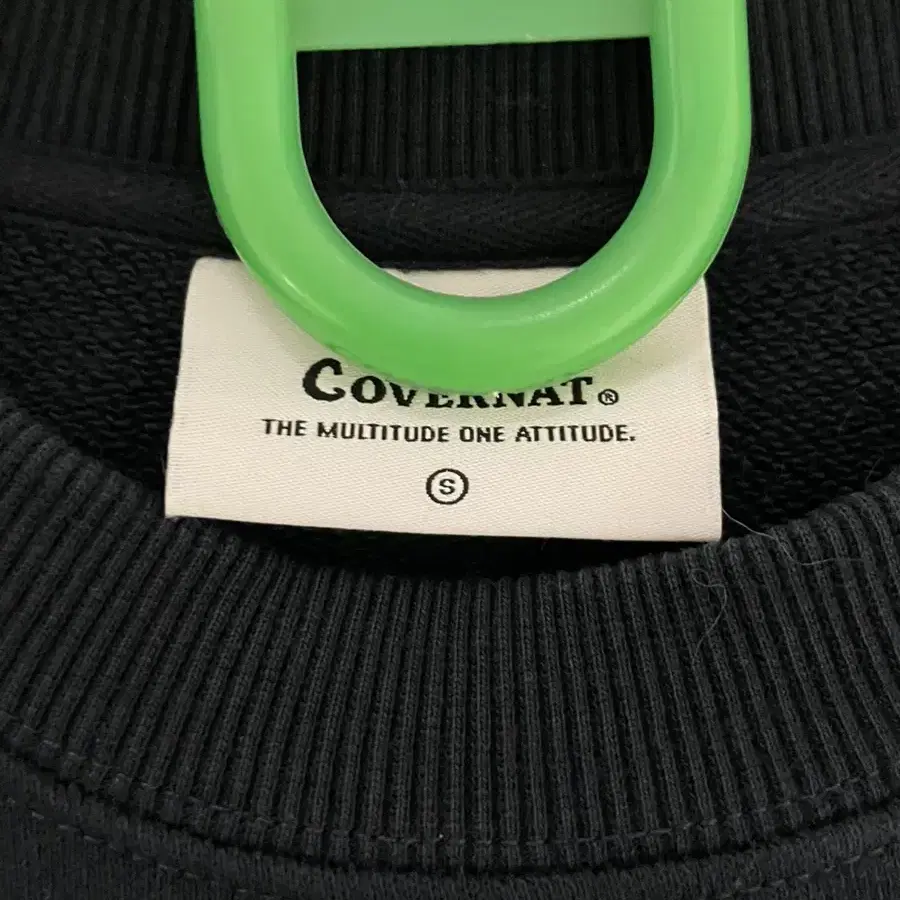 COVERNAT®
THE MULTITUDE ONE ATTITUDE.
S